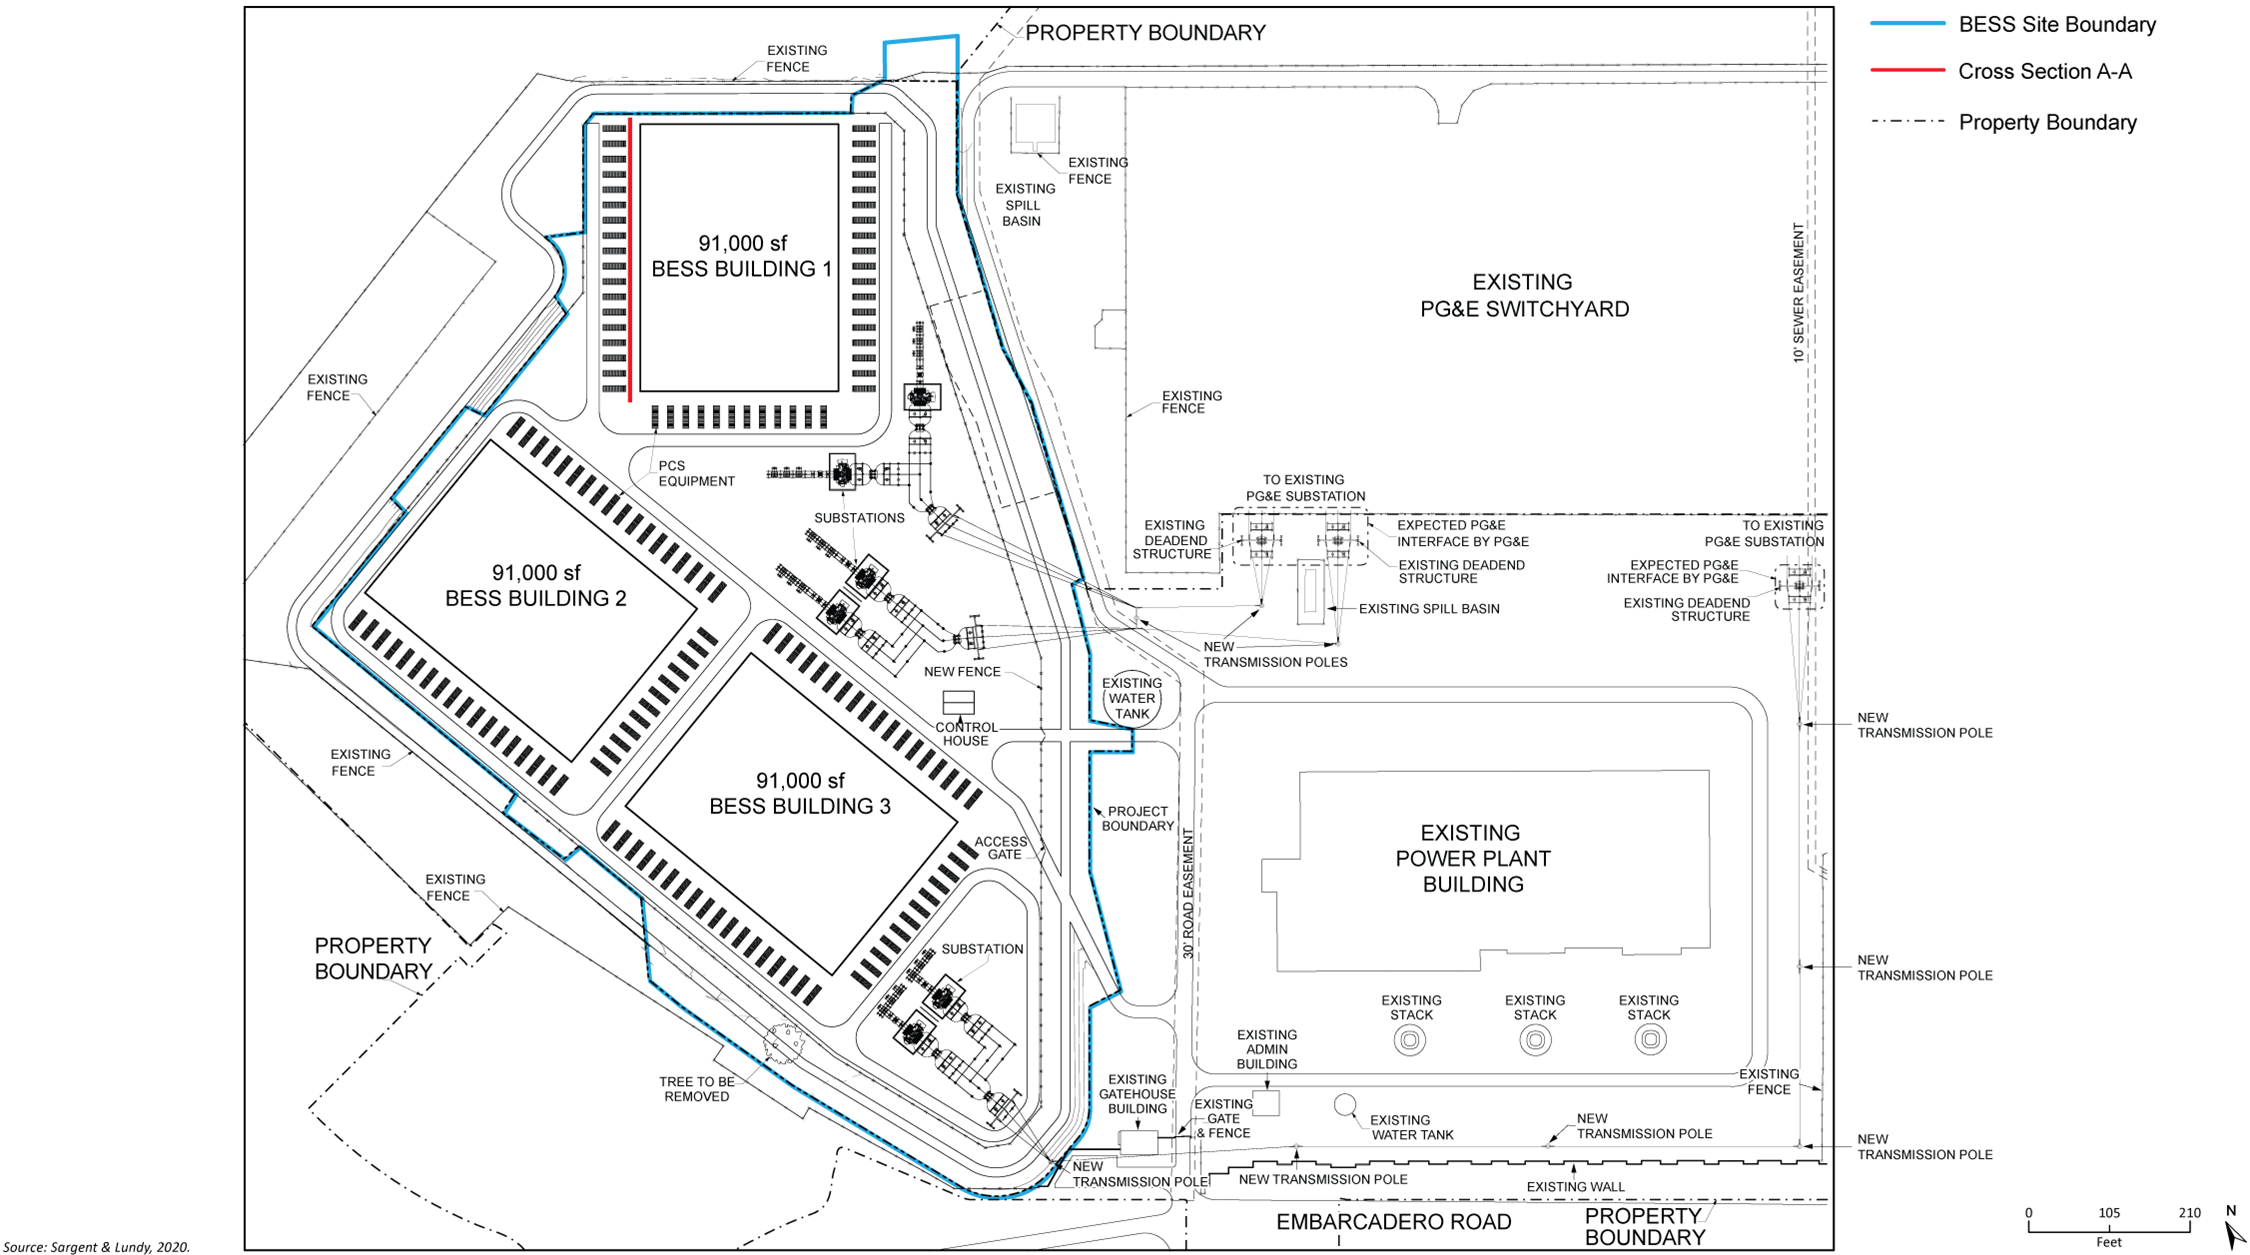 PROPERTY BOUNDARY
BESS Site Boundary
Cross Section A-A
Property Boundary
EXISTING
FENCE
EXISTING
FENCE
EXISTING
SPILL
BASIN
91,000 sf
BESS BUILDING 1
EXISTING
PG&E SWITCHYARD
10' SEWER EASEMENT
EXISTING
FENCE
EXISTING
FENCE
PCS
EQUIPMENT
SUBSTATIONS
TO EXISTING
PG&E SUBSTATION
EXISTING
DEADEND
STRUCTURE
EXPECTED PG&E
INTERFACE BY PG&E
EXISTING DEADEND
STRUCTURE
EXISTING SPILL BASIN
TO EXISTING
PG&E SUBSTATION
EXPECTED PG&E
INTERFACE BY PG&E
EXISTING DEADEND
STRUCTURE
91,000 sf
BESS BUILDING 2
NEW
TRANSMISSION POLES
NEW FENCE
EXISTING
WATER
TANK
CONTROL
HOUSE
NEW
TRANSMISSION POLE
EXISTING
FENCE
91,000 sf
BESS BUILDING 3
PROJECT
BOUNDARY
ACCESS
GATE
30' ROAD EASEMENT
EXISTING
POWER PLANT
BUILDING
EXISTING
FENCE
PROPERTY
BOUNDARY
SUBSTATION
NEW
TRANSMISSION POLE
EXISTING
STACK
EXISTING
STACK
EXISTING
STACK
EXISTING
ADMIN
BUILDING
TREE TO BE
REMOVED
EXISTING
GATEHOUSE
BUILDING
EXISTING
GATE
& FENCE
EXISTING
WATER TANK
EXISTING
FENCE
NEW
TRANSMISSION POLE
NEW
TRANSMISSION POLE
NEW
TRANSMISSION POLE
NEW TRANSMISSION POLE
EXISTING WALL
EMBARCADERO ROAD
PROPERTY
BOUNDARY
0 105 210
Feet
N
Source: Sargent & Lundy, 2020.